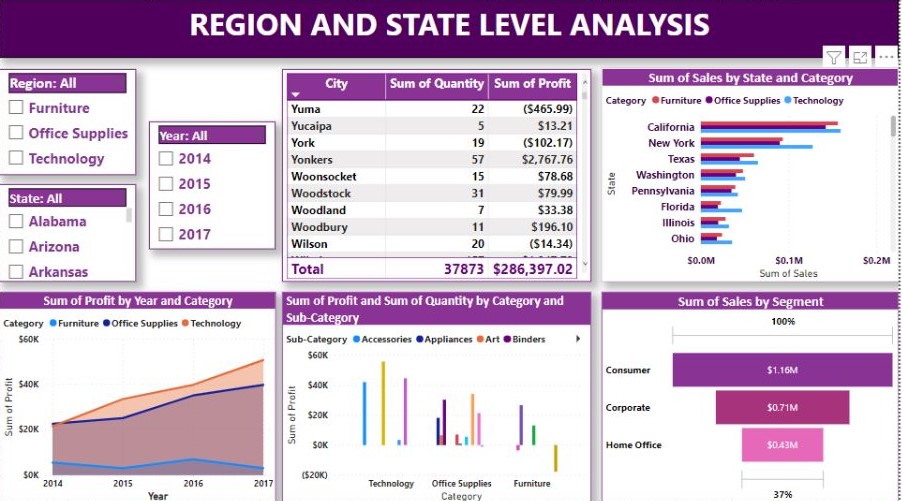 REGION AND STATE LEVEL ANALYSIS
Region: All
Furniture
Office Supplies
Technology
State: All
Alabama
Arizona
Arkansas
Year: All
2014
2015
2016
2017
City Sum of Quantity Sum of Profit
Yuma 22 ($465.99)
Yucaipa 5 $13.21
York 19 ($102.17)
Yonkers 57 $2,767.76
Woonsocket 15 $78.68
Woodstock 31 $79.99
Woodland 7 $33.38
Woodbury 11 $196.10
Wilson 20 ($14.34)
Total 37873 $286,397.02
Sum of Sales by State and Category
Category Furniture Office Supplies Technology
State
California
New York
Texas
Washington
Pennsylvania
Florida
Illinois
Ohio
$0.0M $0.1M $0.2M
Sum of Sales
Sum of Profit by Year and Category
Category Furniture Office Supplies Technology
Sum of Profit
$60K
$40K
$20K
$0K
2014 2015 2016 2017
Year
Sum of Profit and Sum of Quantity by Category and
Sub-Category
Sub-Category Accessories Appliances Art Binders
Sum of Profit
$60K
$40K
$20K
$0K
($20K)
Technology Office Supplies Furniture
Category
Sum of Sales by Segment
100%
Consumer $1.16M
Corporate $0.71M
Home Office $0.43M
37%